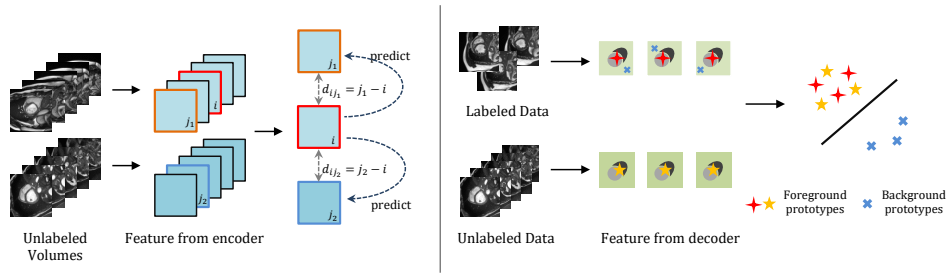 j₁
i
j₂
Unlabeled
Volumes
Feature from encoder
j₁
predict
dᵢⱼ₁ = j₁ − i
i
dᵢⱼ₂ = j₂ − i
predict
j₂
Labeled Data
Unlabeled Data
Feature from decoder
Foreground
prototypes
Background
prototypes